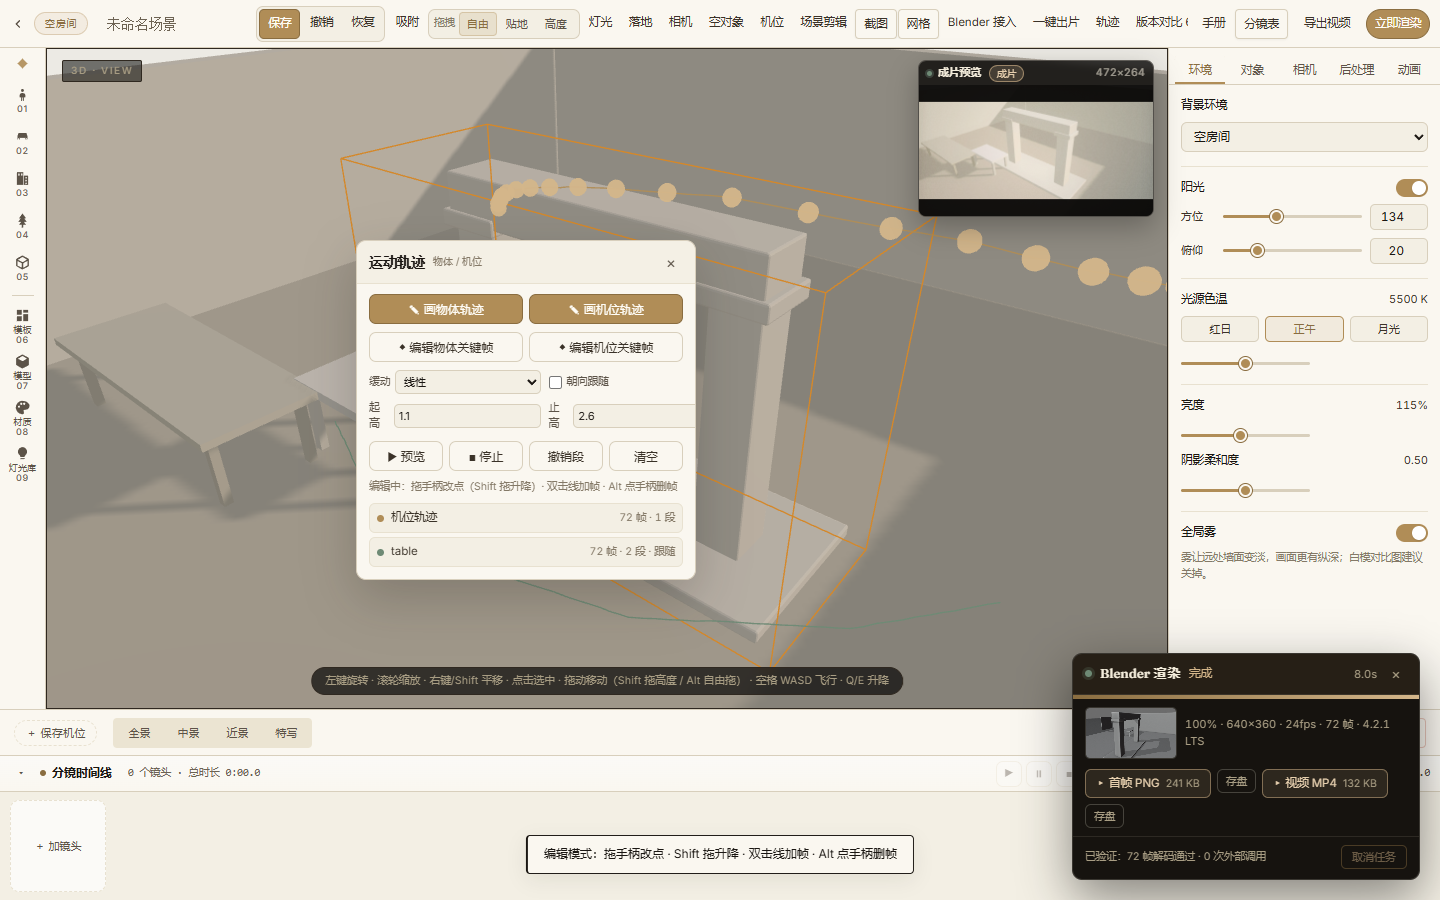 空房间
未命名场景
保存 撤销 恢复 吸附 拖拽 自由 贴地 高度 灯光 落地 相机 空对象 机位 场景剪辑 截图 网格 Blender 接入 一键出片 轨迹 版本对比 手册 分镜表 导出视频 立即渲染
3D · VIEW
01
02
03
04
05
模板
06
模型
07
材质
08
灯光库
09
成片预览 成片 472×264
环境 对象 相机 后处理 动画
背景环境
空房间
阳光
方位 134
俯仰 20
光源色温 5500 K
红日 正午 月光
亮度 115%
阴影柔和度 0.50
全局雾
雾让远处墙面变淡，画面更有纵深；白模对比图建议
关掉。
运动轨迹 物体 / 机位 ×
画物体轨迹 画机位轨迹
编辑物体关键帧 编辑机位关键帧
缓动 线性 朝向跟随
起高 1.1 止高 2.6
▶ 预览 ■ 停止 撤销段 清空
编辑中：拖手柄改点（Shift 拖升降）· 双击线加帧 · Alt 点手柄删帧
机位轨迹 72 帧 · 1 段
table 72 帧 · 2 段 · 跟随
左键旋转 · 滚轮缩放 · 右键/Shift 平移 · 点击选中 · 拖动移动（Shift 拖高度 / Alt 自由拖） · 空格 WASD 飞行 · Q/E 升降
+ 保存机位 全景 中景 近景 特写
分镜时间线 0 个镜头 · 总时长 0:00.0
+ 加镜头
编辑模式：拖手柄改点 · Shift 拖升降 · 双击线加帧 · Alt 点手柄删帧
Blender 渲染 完成 8.0s ×
100% · 640×360 · 24fps · 72 帧 · 4.2.1
LTS
首帧 PNG 241 KB 存盘 视频 MP4 132 KB
存盘
已验证：72 帧解码通过 · 0 次外部调用 取消任务